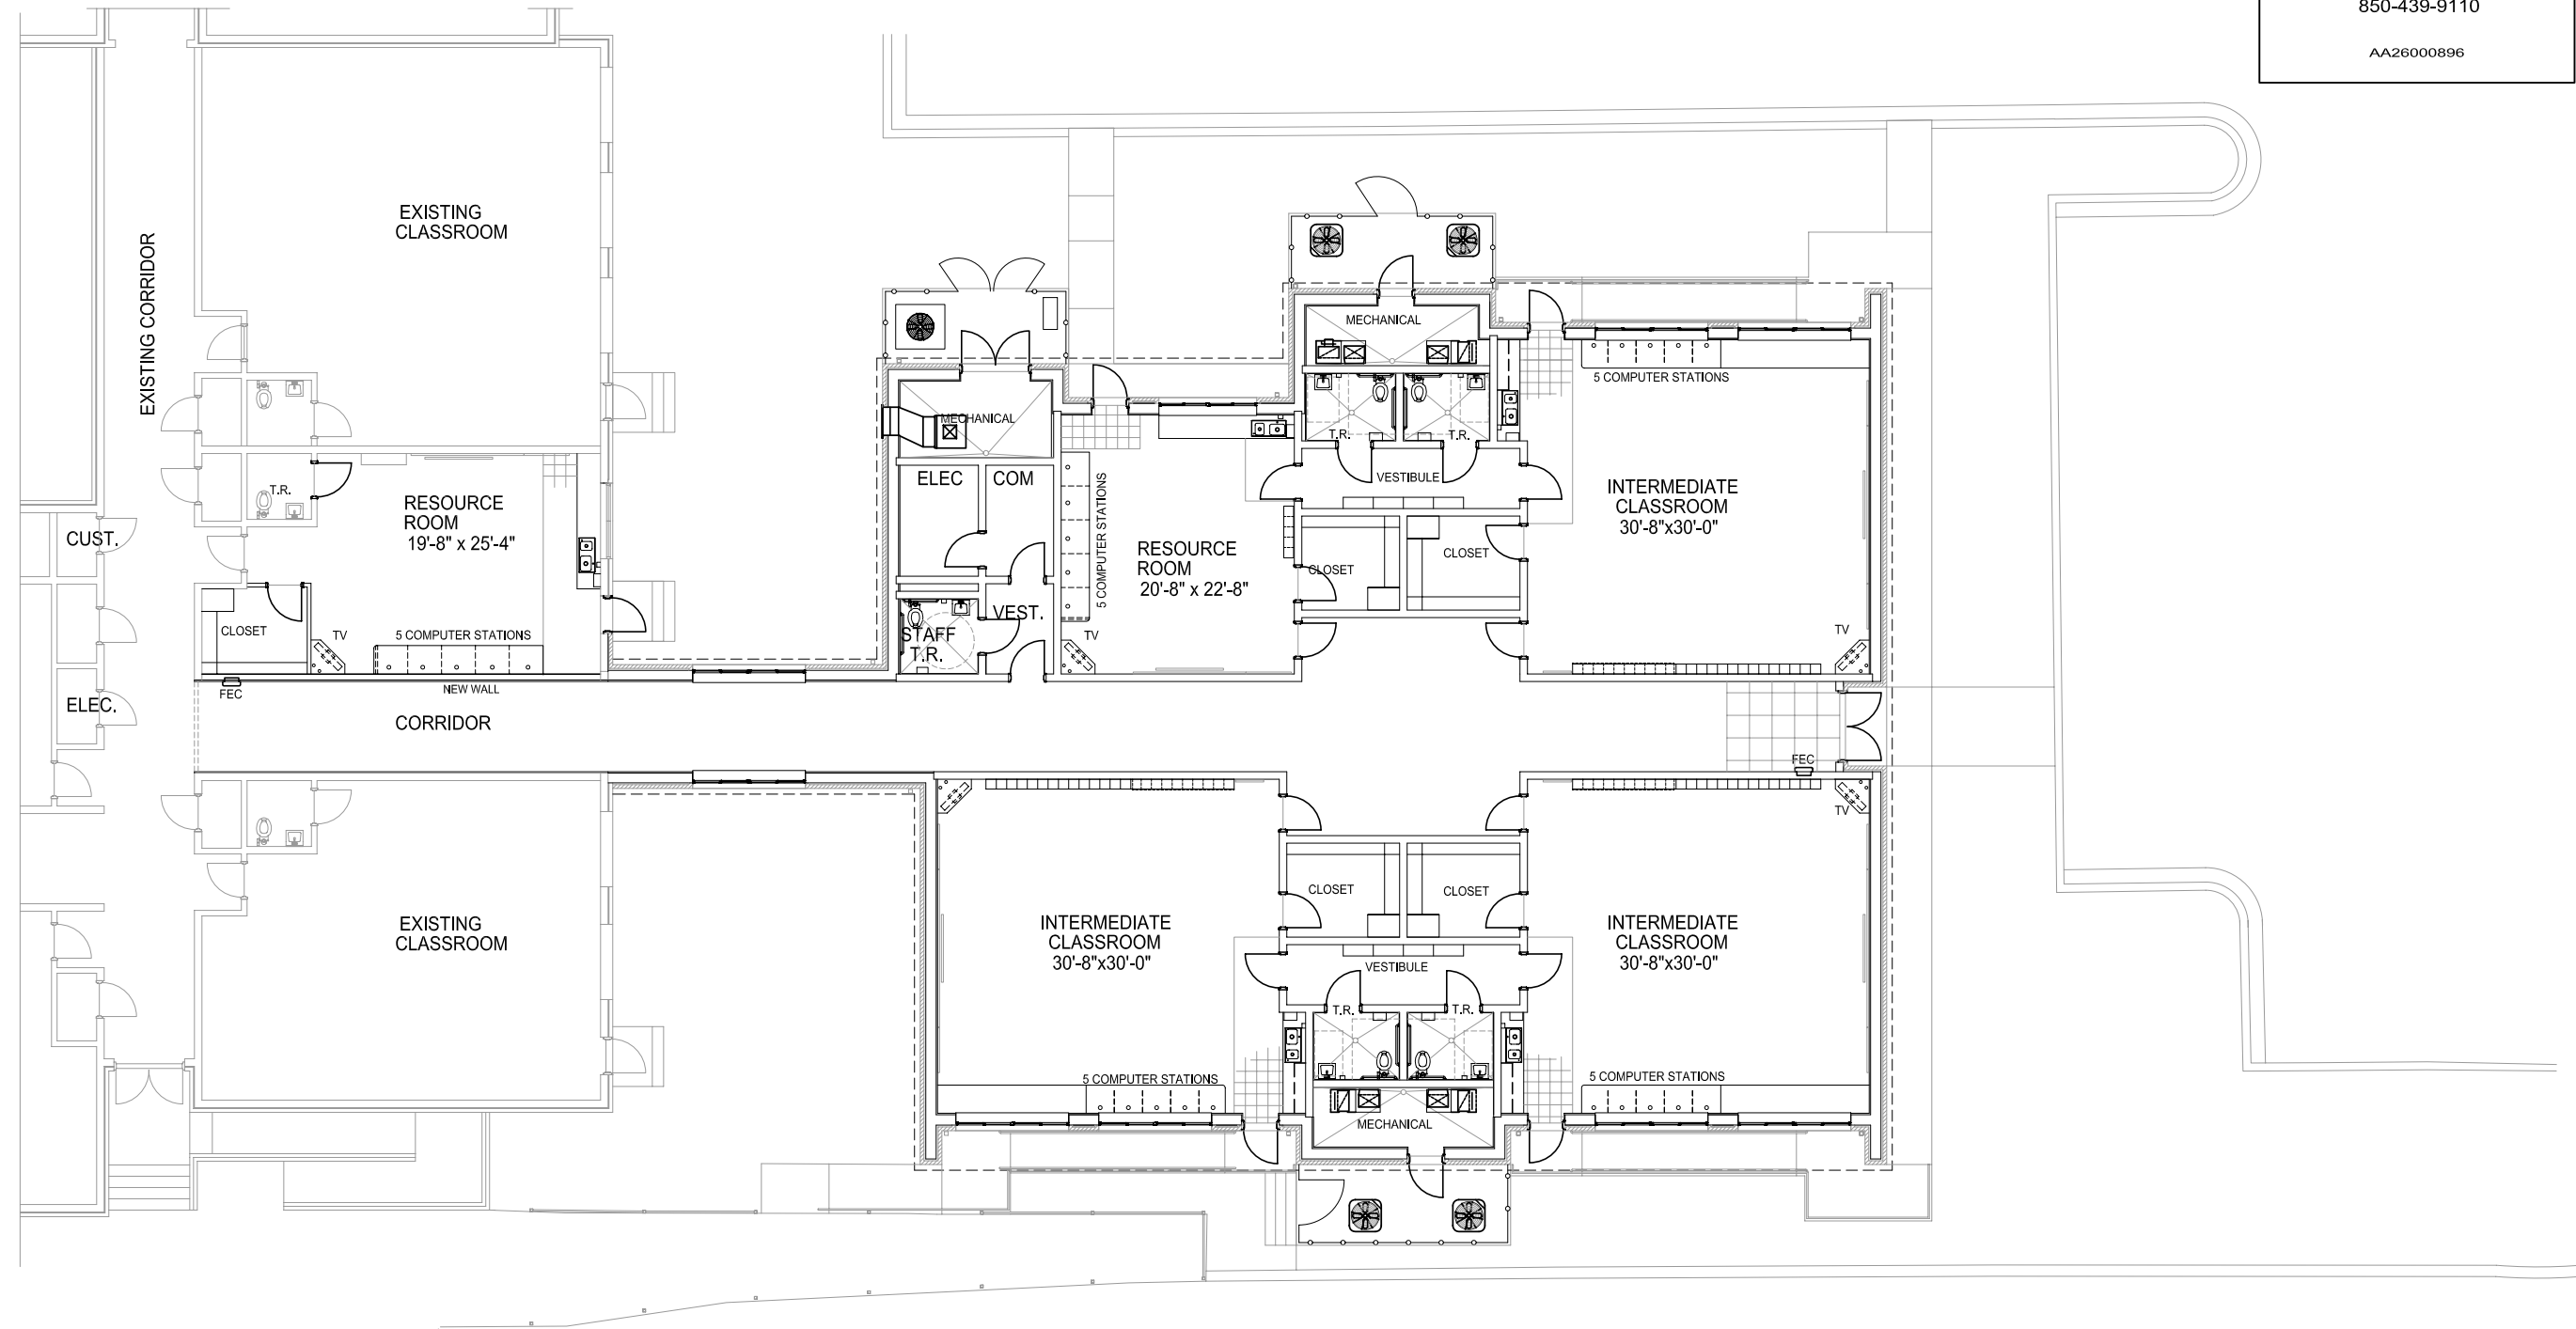 850-439-9110
AA26000896
EXISTING
CLASSROOM
EXISTING CORRIDOR
MECHANICAL
5 COMPUTER STATIONS
MECHANICAL
T.R.
T.R.
ELEC
COM
VESTIBULE
T.R.
RESOURCE
ROOM
19'-8" x 25'-4"
5 COMPUTER STATIONS
INTERMEDIATE
CLASSROOM
30'-8"x30'-0"
CUST.
RESOURCE
ROOM
20'-8" x 22'-8"
CLOSET
CLOSET
CLOSET
TV
5 COMPUTER STATIONS
STAFF
T.R.
VEST.
TV
TV
FEC
NEW WALL
ELEC.
CORRIDOR
FEC
TV
CLOSET
CLOSET
EXISTING
CLASSROOM
INTERMEDIATE
CLASSROOM
30'-8"x30'-0"
INTERMEDIATE
CLASSROOM
30'-8"x30'-0"
VESTIBULE
T.R.
T.R.
5 COMPUTER STATIONS
5 COMPUTER STATIONS
MECHANICAL